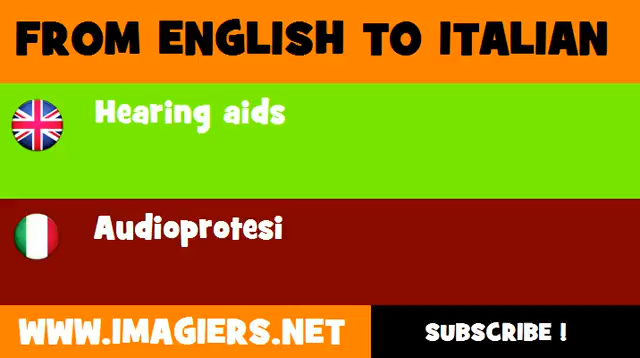 FROM ENGLISH TO ITALIAN
Hearing aids
Audioprotesi
WWW.IMAGIERS.NET
SUBSCRIBE !